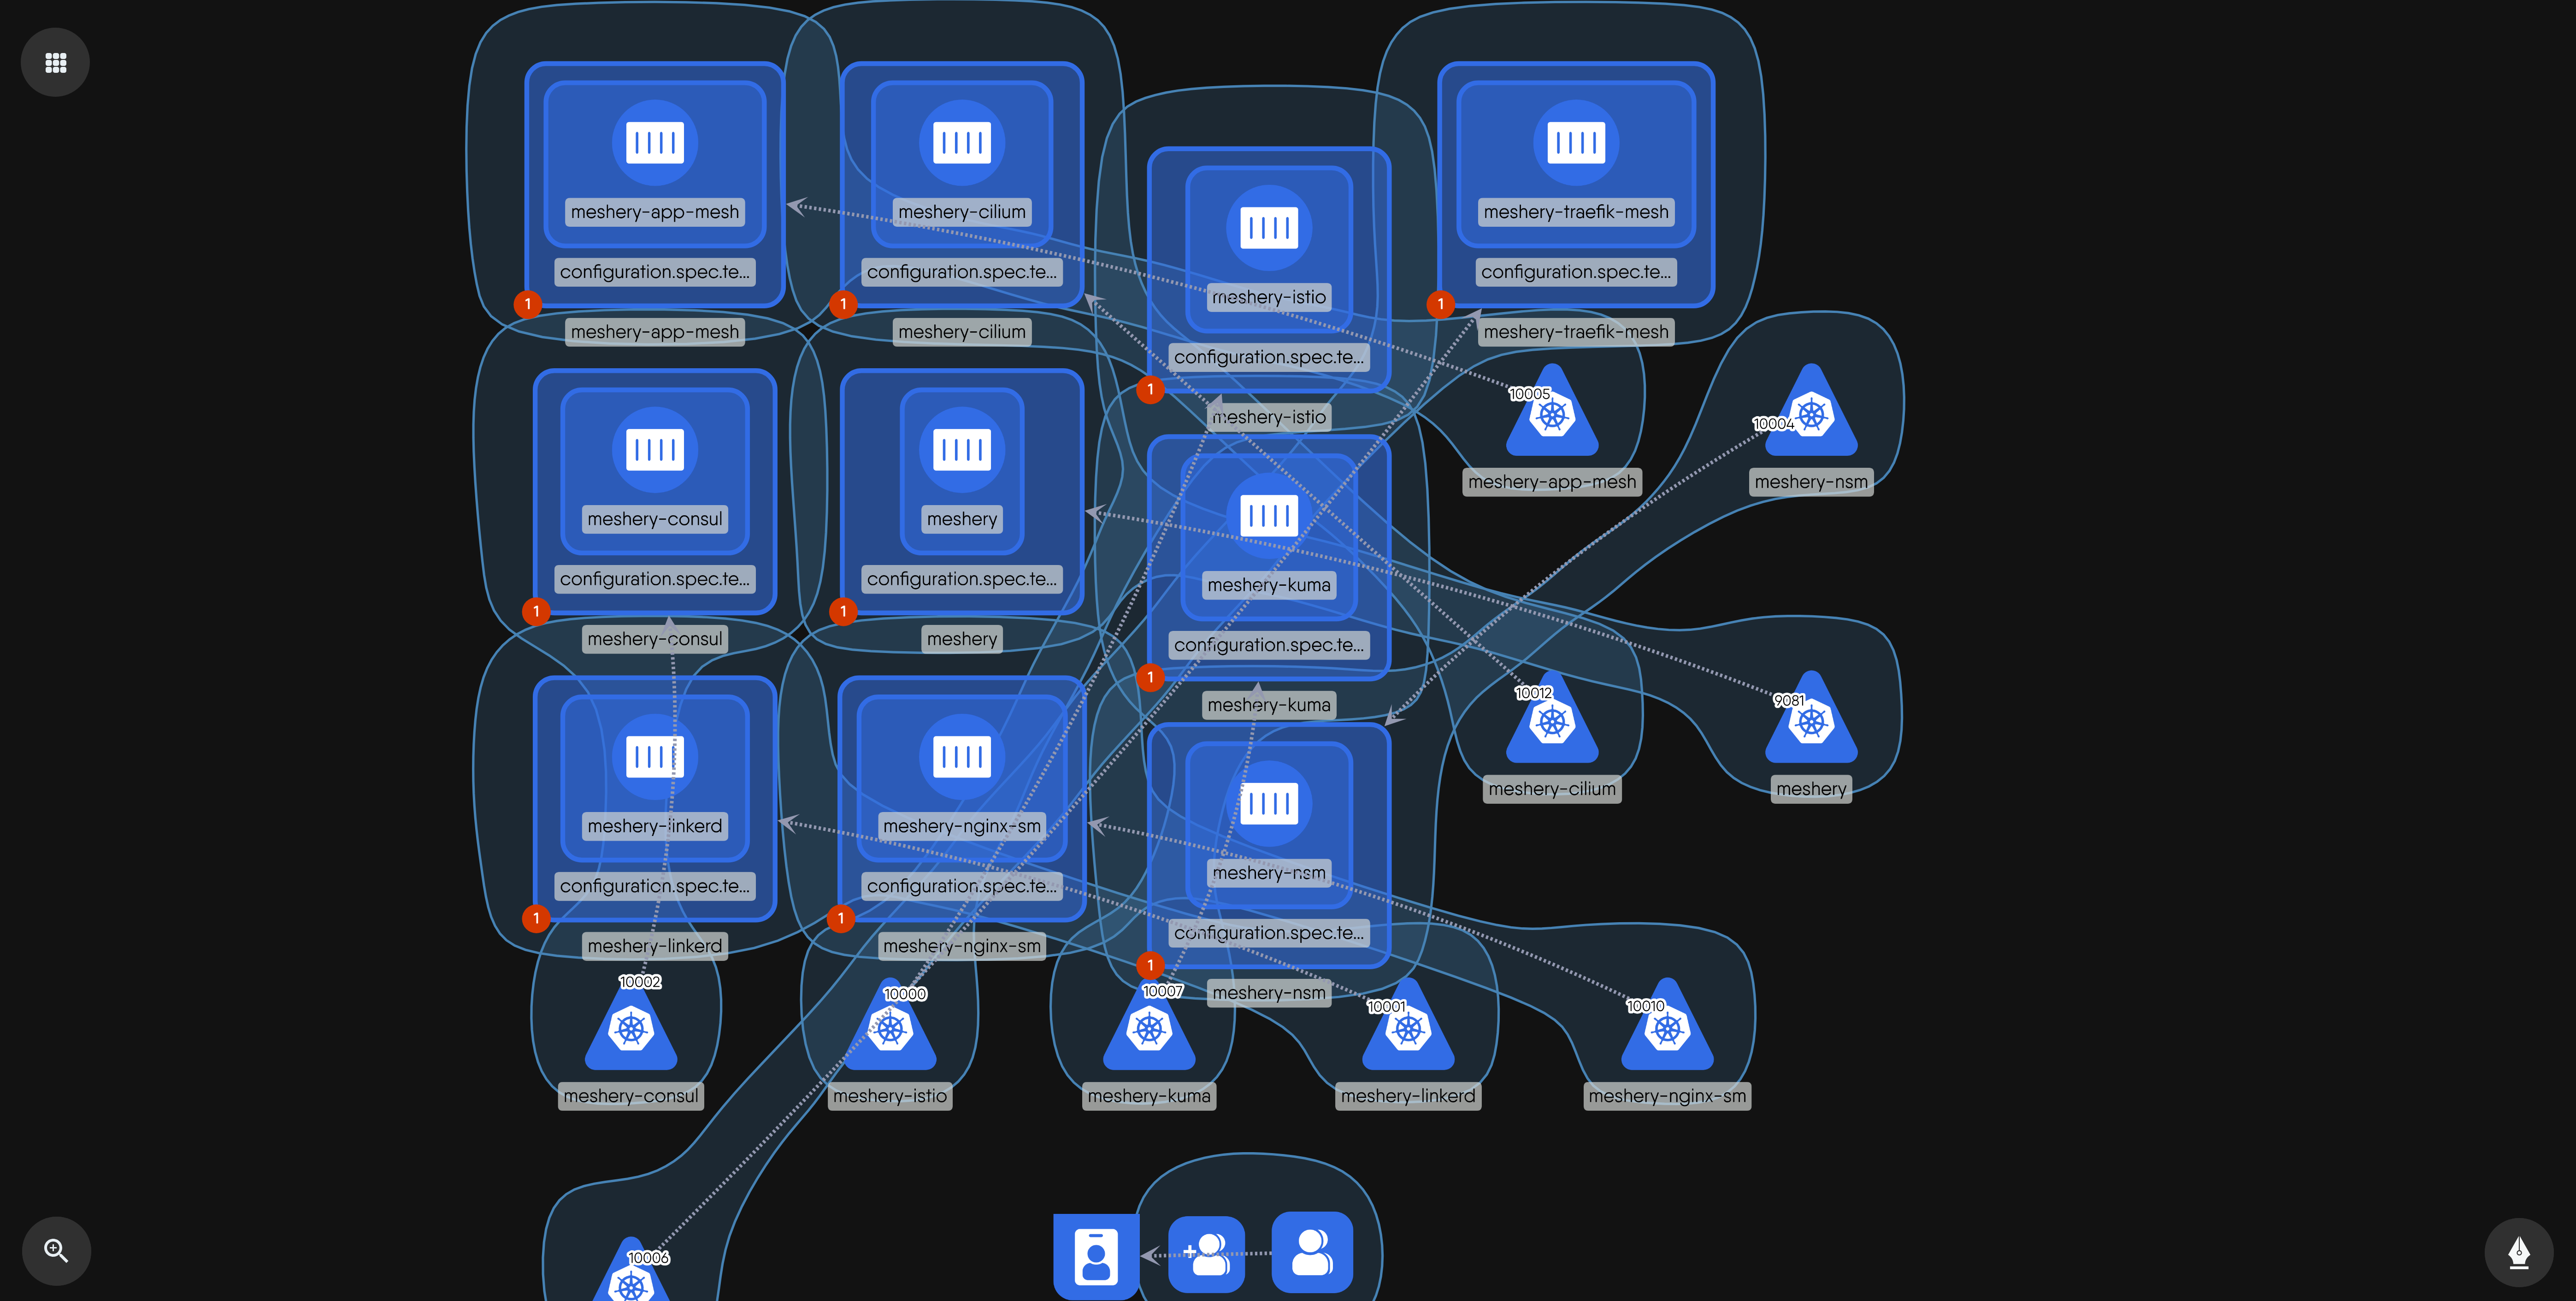 meshery-app-mesh
configuration.spec.te...
1
meshery-app-mesh
meshery-cilium
configuration.spec.te...
1
meshery-cilium
meshery-istio
configuration.spec.te...
1
meshery-istio
meshery-traefik-mesh
configuration.spec.te...
1
meshery-traefik-mesh
10005
meshery-app-mesh
10004
meshery-nsm
meshery-consul
configuration.spec.te...
1
meshery-consul
meshery
configuration.spec.te...
1
meshery
meshery-kuma
configuration.spec.te...
1
meshery-kuma
10012
meshery-cilium
9081
meshery
meshery-linkerd
configuration.spec.te...
1
meshery-linkerd
meshery-nginx-sm
configuration.spec.te...
1
meshery-nginx-sm
meshery-nsm
configuration.spec.te...
1
meshery-nsm
10002
meshery-consul
10000
meshery-istio
10007
meshery-kuma
10001
meshery-linkerd
10010
meshery-nginx-sm
10006